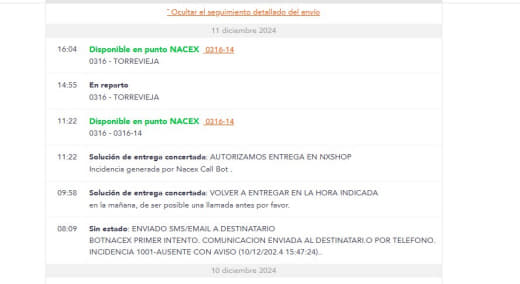 ˆ Ocultar el seguimiento detallado del envío
11 diciembre 2024
16:04 Disponible en punto NACEX 0316-14
0316 - TORREVIEJA
14:55 En reparto
0316 - TORREVIEJA
11:22 Disponible en punto NACEX 0316-14
0316 - 0316-14
11:22 Solución de entrega concertada: AUTORIZAMOS ENTREGA EN NXSHOP
Incidencia generada por Nacex Call Bot .
09:58 Solución de entrega concertada: VOLVER A ENTREGAR EN LA HORA INDICADA
en la mañana, de ser posible una llamada antes por favor.
08:09 Sin estado: ENVIADO SMS/EMAIL A DESTINATARIO
BOTNACEX PRIMER INTENTO. COMUNICACION ENVIADA AL DESTINATARI.O POR TELEFONO.
INCIDENCIA 1001-AUSENTE CON AVISO (10/12/202.4 15:47:24)..
10 diciembre 2024